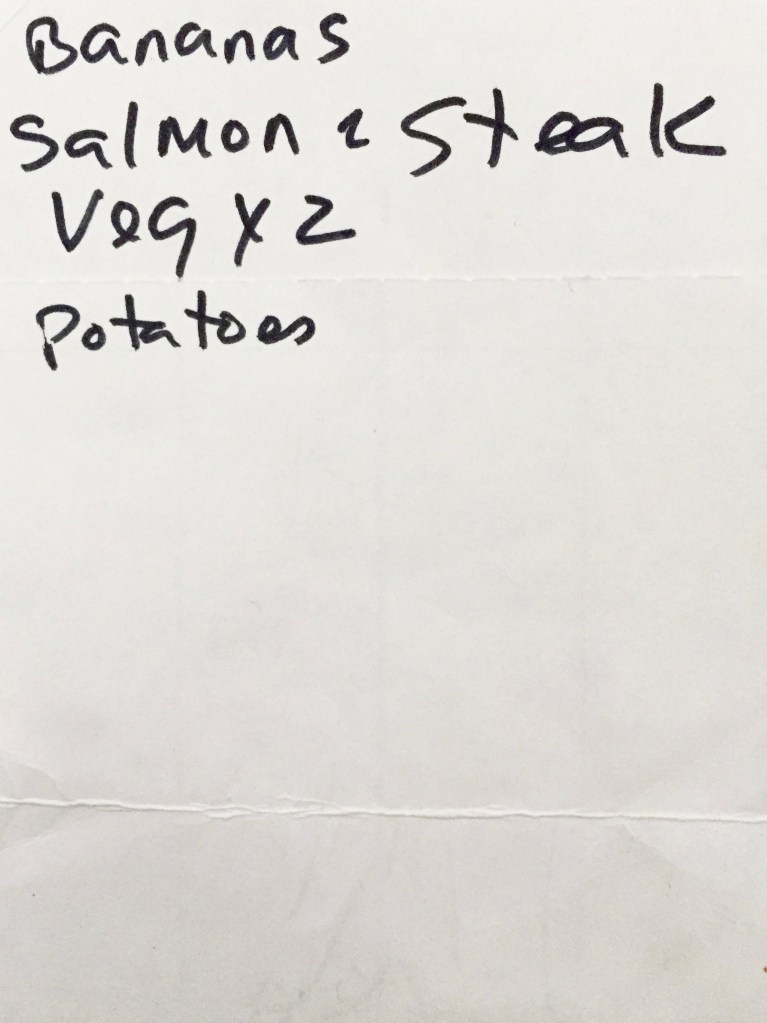 Bananas
Salmon & Steak
Veg x 2
Potatoes